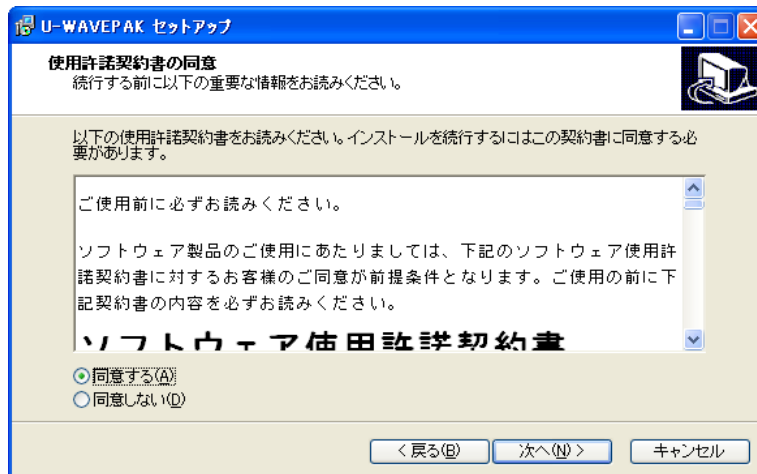 U-WAVEPAK セットアップ
使用許諾契約書の同意
続行する前に以下の重要な情報をお読みください。
以下の使用許諾契約書をお読みください。インストールを続行するにはこの契約書に同意する必
要があります。
ご使用前に必ずお読みください。
ソフトウェア製品のご使用にあたりましては、下記のソフトウェア使用許
諾契約書に対するお客様のご同意が前提条件となります。ご使用の前に下
記契約書の内容を必ずお読みください。
ソフトウェア使用許諾契約書
同意する(A)
同意しない(D)
< 戻る(B)
次へ(N) >
キャンセル